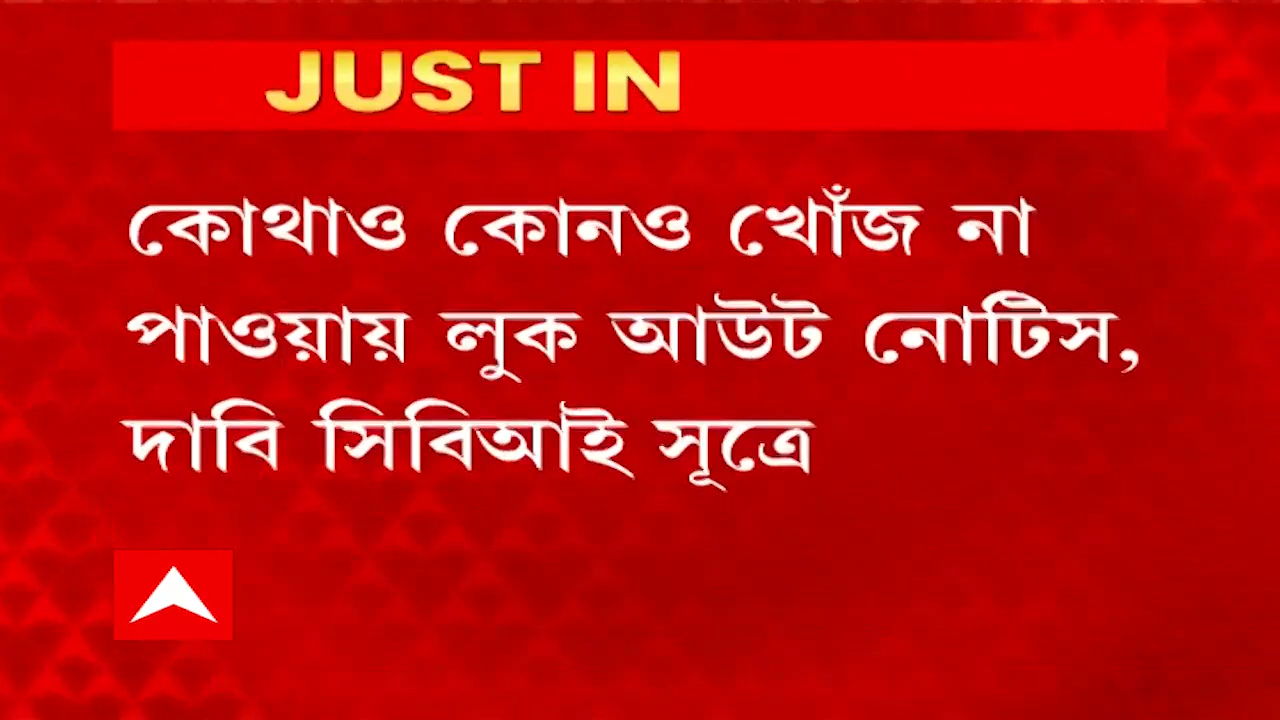 JUST IN
কোথাও কোনও খোঁজ না
পাওয়ায় লুক আউট নোটিস,
দাবি সিবিআই সূত্রে